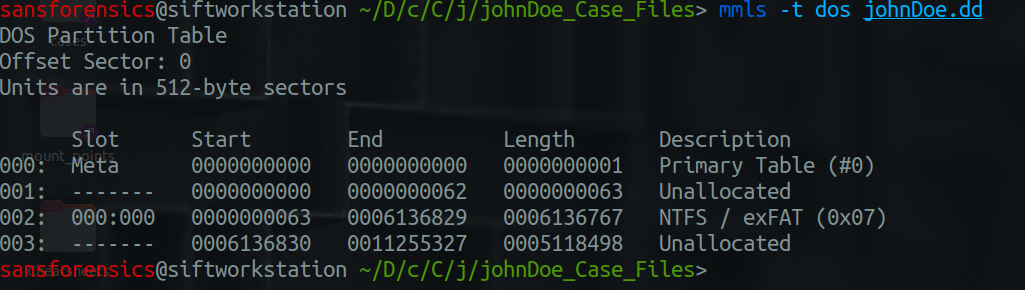 sansforensics@siftworkstation ~/D/c/C/j/johnDoe_Case_Files> mmls -t dos johnDoe.dd
DOS Partition Table
cases
Offset Sector: 0
Units are in 512-byte sectors
      Slot      Start        End          Length       Description
mount_points
000:  Meta      0000000000   0000000000   0000000001   Primary Table (#0)
001:  -------   0000000000   0000000062   0000000063   Unallocated
002:  000:000   0000000063   0006136829   0006136767   NTFS / exFAT (0x07)
003:  -------   0006136830   0011255327   0005118498   Unallocated
sansforensics@siftworkstation ~/D/c/C/j/johnDoe_Case_Files>